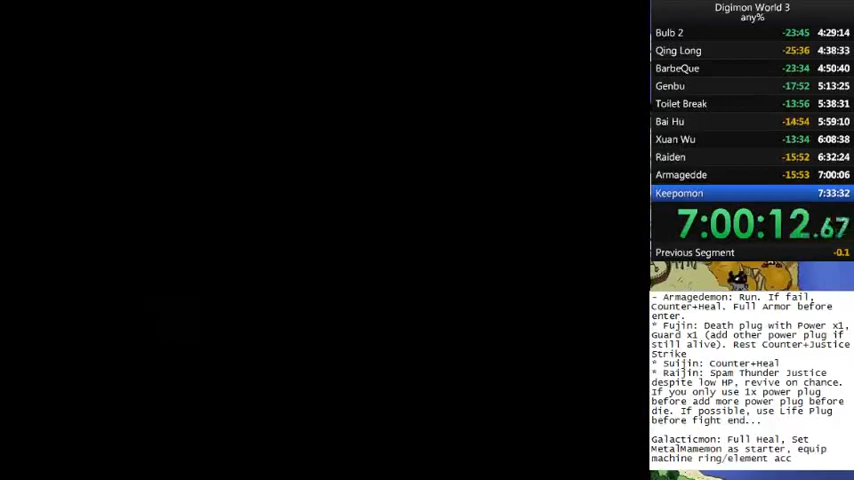 Digimon World 3
any%
Bulb 2 -23:45 4:29:14
Qing Long -25:36 4:38:33
BarbeQue -23:34 4:50:40
Genbu -17:52 5:13:25
Toilet Break -13:56 5:38:31
Bai Hu -14:54 5:59:10
Xuan Wu -13:34 6:08:38
Raiden -15:52 6:32:24
Armagedde -15:53 7:00:06
Keepomon 7:33:32
7:00:12.67
Previous Segment -0.1
- Armagedemon: Run. If fail,
Counter+Heal. Full Armor before
enter.
* Fujin: Death plug with Power x1,
Guard x1 (add other power plug if
still alive). Rest Counter+Justice
Strike
* Suijin: Counter+Heal
* Raijin: Spam Thunder Justice
despite low HP, revive on chance.
If you only use 1x power plug
before add more power plug before
die. If possible, use Life Plug
before fight end...
Galacticmon: Full Heal, Set
MetalMamemon as starter, equip
machine ring/element acc